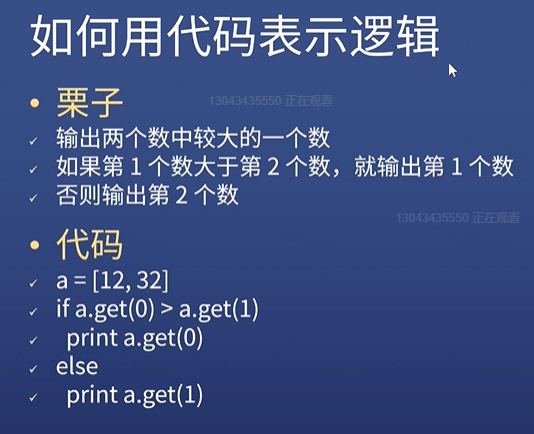 如何用代码表示逻辑
栗子
13043435550 正在观看
输出两个数中较大的一个数
如果第 1 个数大于第 2 个数，就输出第 1 个数
否则输出第 2 个数
13043435550 正在观看
代码
a = [12, 32]
if a.get(0) > a.get(1)
print a.get(0)
else
print a.get(1)